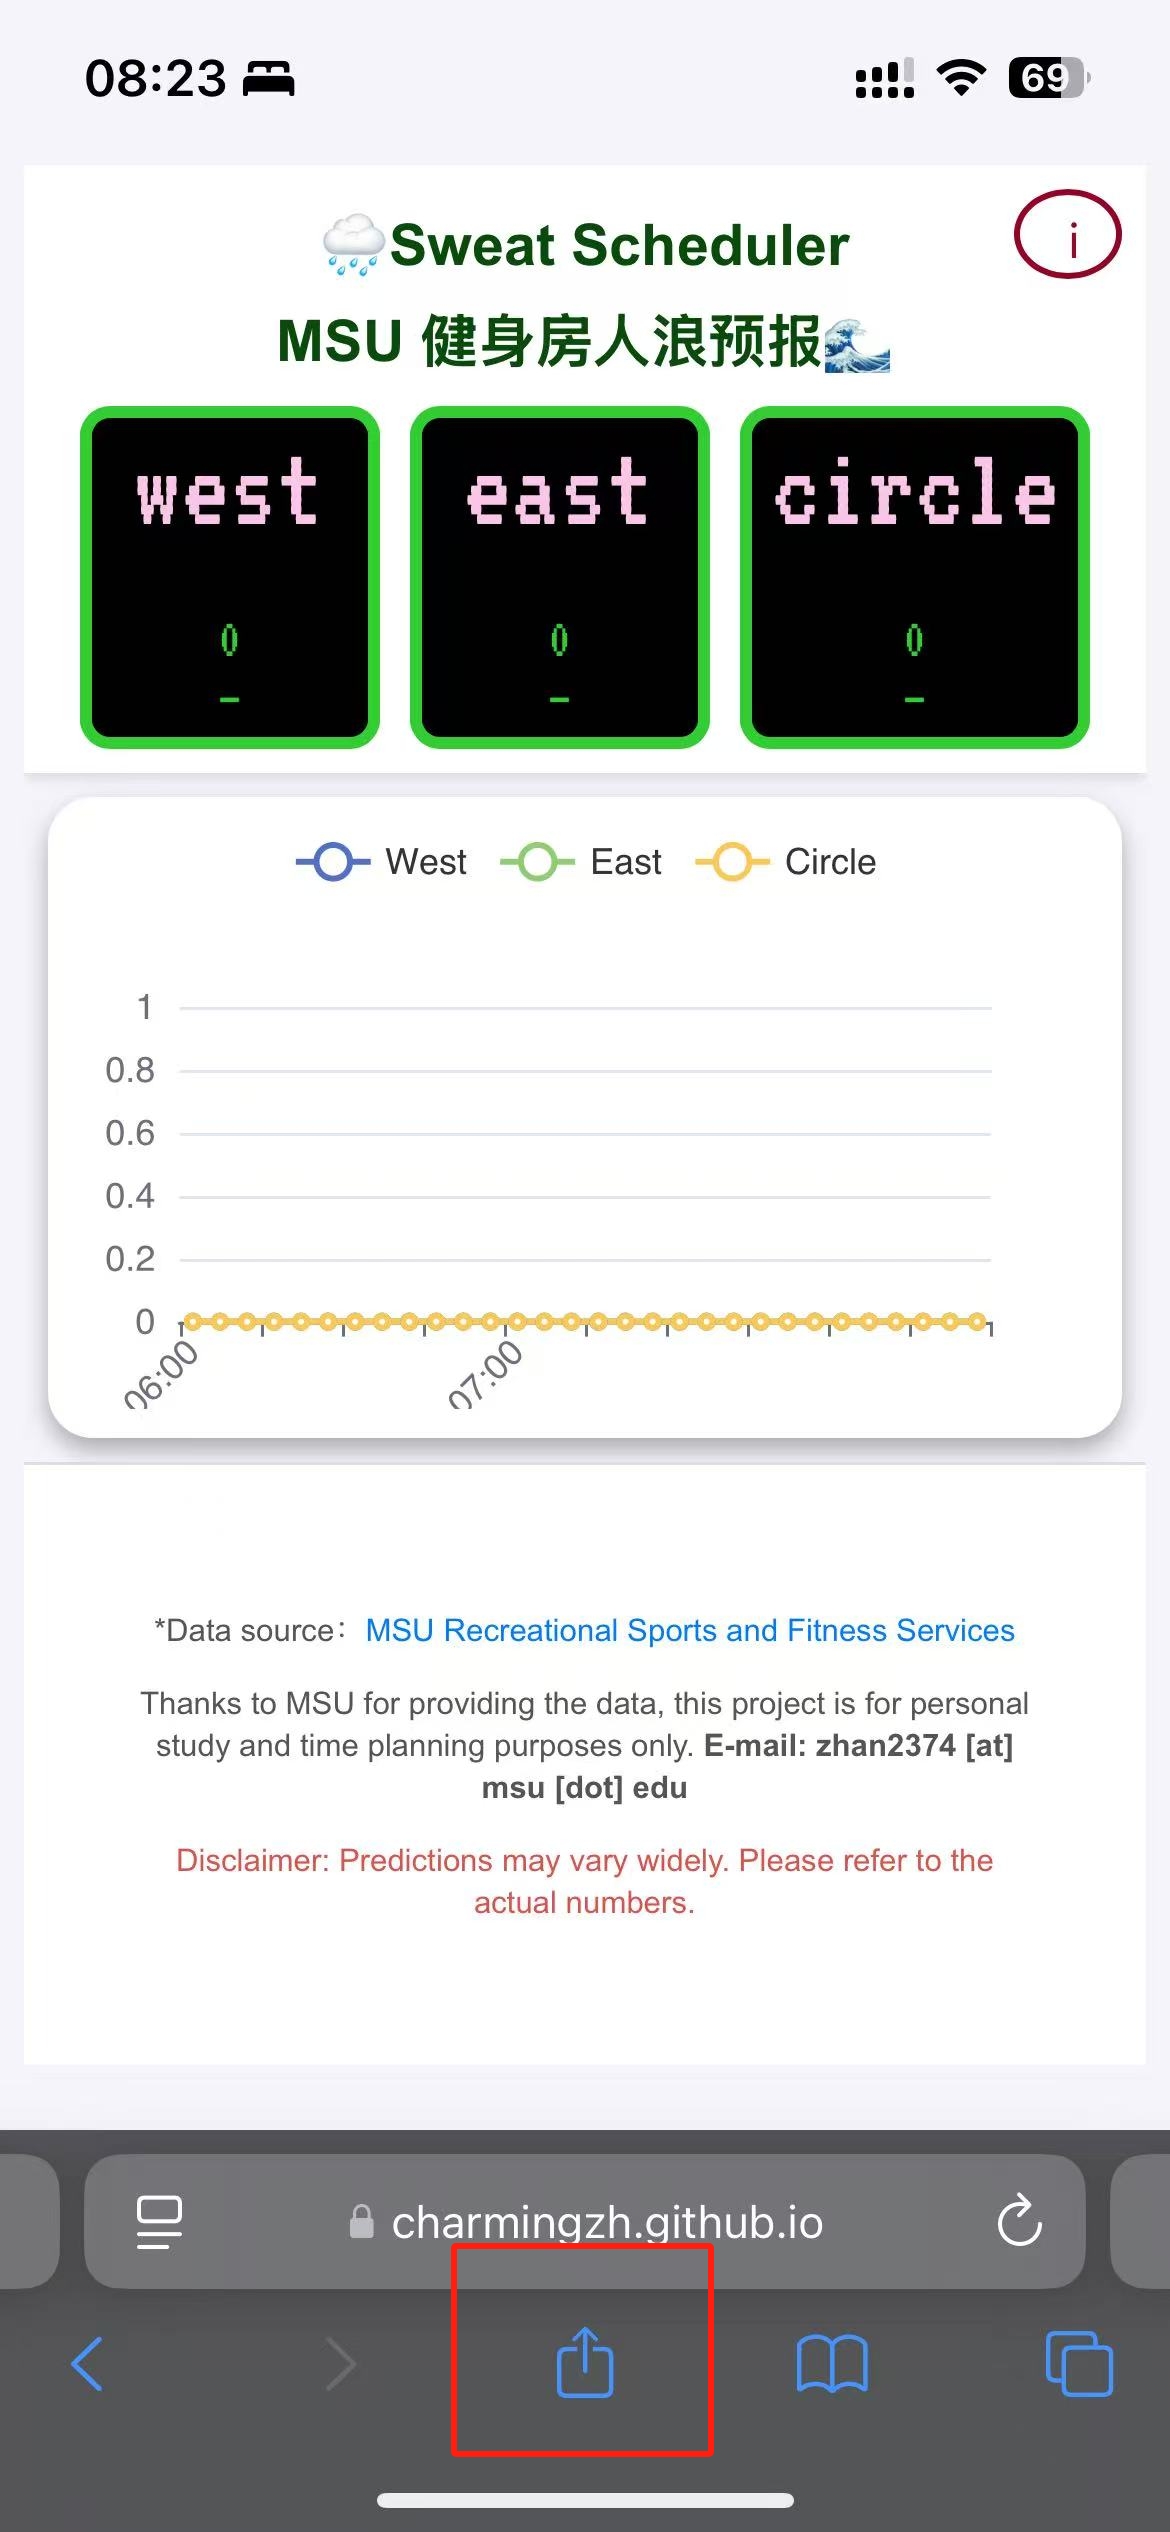 08:23
69
Sweat Scheduler
i
MSU 健身房人浪预报
west
east
circle
0
0
0
–
–
–
West
East
Circle
1
0.8
0.6
0.4
0.2
0
06:00
07:00
*Data source： MSU Recreational Sports and Fitness Services
Thanks to MSU for providing the data, this project is for personal
study and time planning purposes only. E-mail: zhan2374 [at]
msu [dot] edu
Disclaimer: Predictions may vary widely. Please refer to the
actual numbers.
charmingzh.github.io